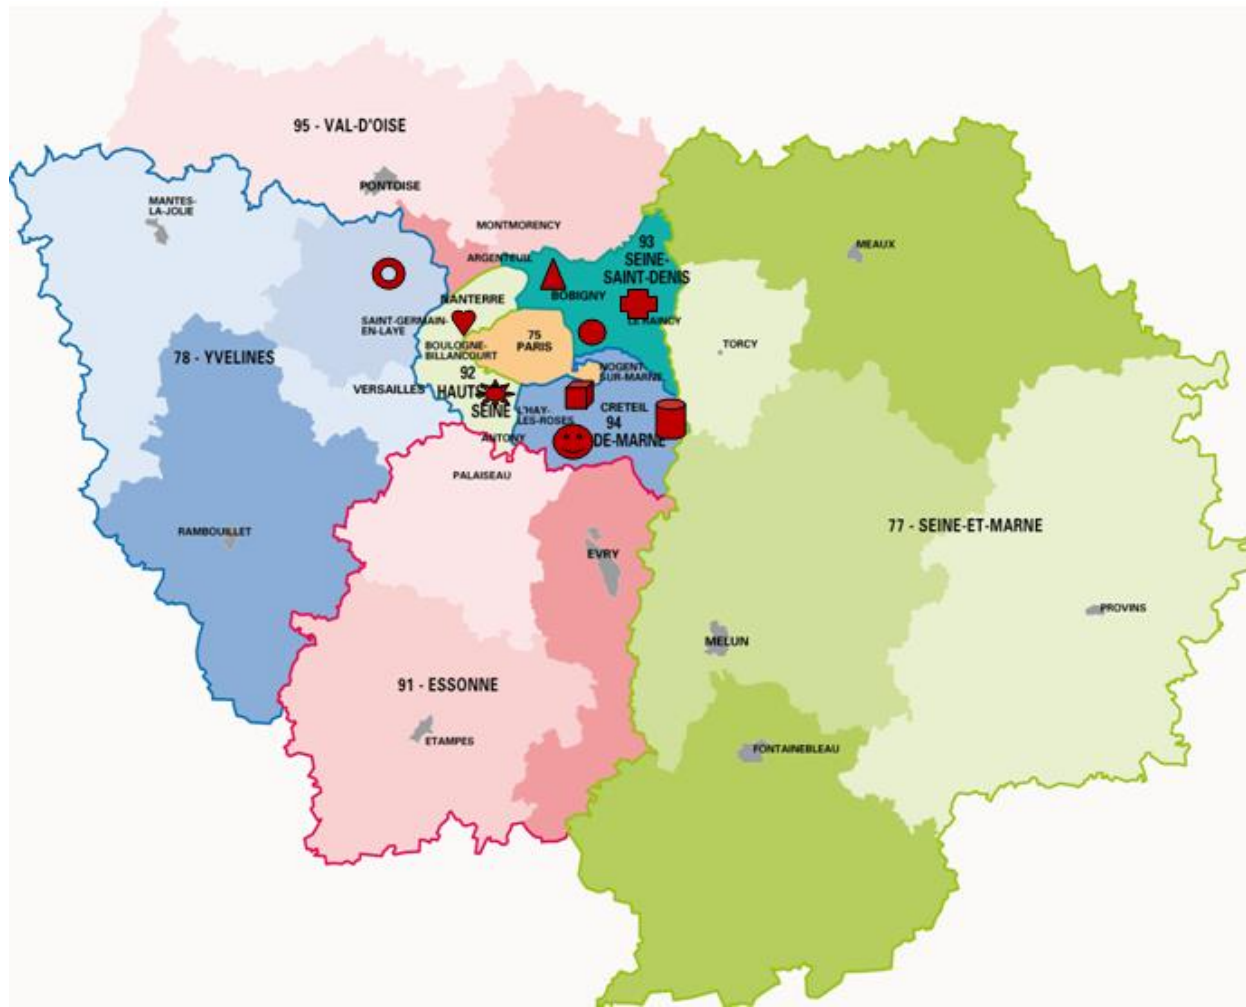 95 - VAL-D'OISE
PONTOISE
MANTES-
LA-JOLIE
MONTMORENCY
ARGENTEUIL
93
SEINE-
SAINT-DENIS
BOBIGNY
LE RAINCY
MEAUX
NANTERRE
SAINT-GERMAIN-
EN-LAYE
BOULOGNE-
BILLANCOURT
75
PARIS
TORCY
78 - YVELINES
VERSAILLES
92
HAUTS
SEINE
NOGENT
SUR-MARNE
L'HAY-
LES-ROSES
CRETEIL
94
DE-MARNE
ANTONY
PALAISEAU
RAMBOUILLET
EVRY
77 - SEINE-ET-MARNE
PROVINS
MELUN
91 - ESSONNE
ETAMPES
FONTAINEBLEAU